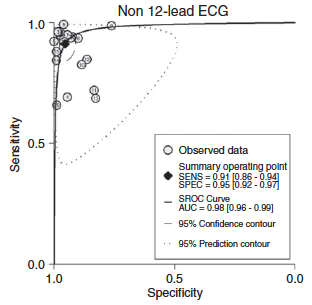 Non 12-lead ECG
1.0
0.5
0.0
Sensitivity
Observed data
Summary operating point
SENS = 0.91 [0.86 - 0.94]
SPEC = 0.95 [0.92 - 0.97]
SROC Curve
AUC = 0.98 [0.96 - 0.99]
95% Confidence contour
95% Prediction contour
1.0
0.5
0.0
Specificity